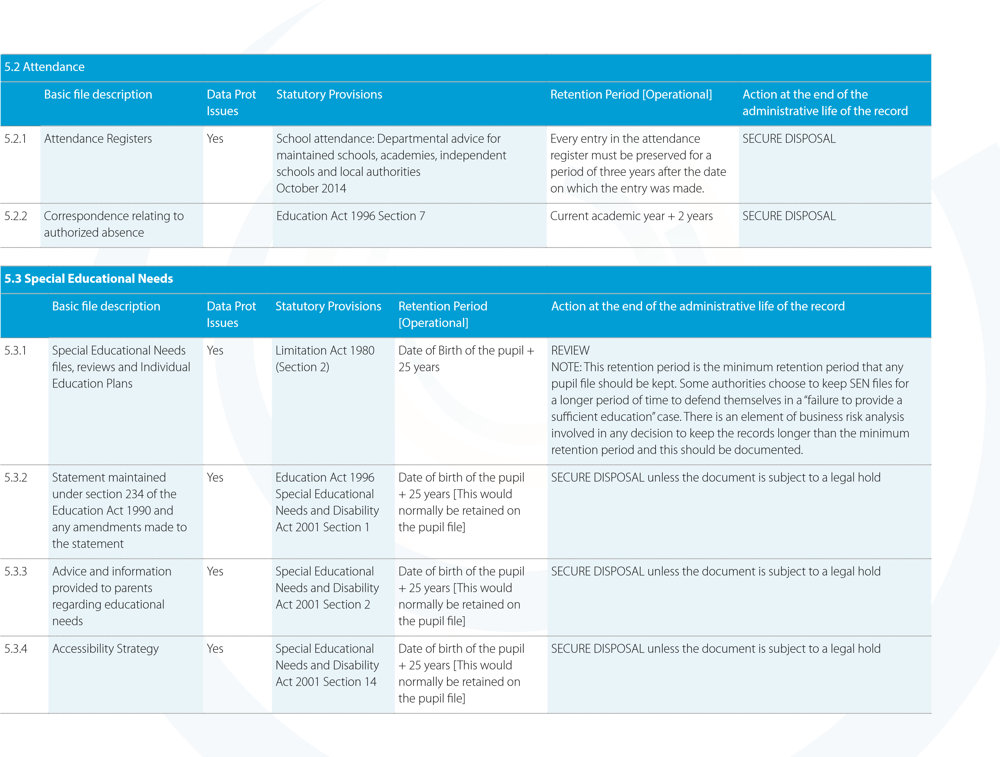 5.2 Attendance
Basic file description
Data Prot
Issues
Statutory Provisions
Retention Period [Operational]
Action at the end of the
administrative life of the record
5.2.1
Attendance Registers
Yes
School attendance: Departmental advice for
maintained schools, academies, independent
schools and local authorities
October 2014
Every entry in the attendance
register must be preserved for a
period of three years after the date
on which the entry was made.
SECURE DISPOSAL
5.2.2
Correspondence relating to
authorized absence
Education Act 1996 Section 7
Current academic year + 2 years
SECURE DISPOSAL
5.3 Special Educational Needs
Basic file description
Data Prot
Issues
Statutory Provisions
Retention Period
[Operational]
Action at the end of the administrative life of the record
5.3.1
Special Educational Needs
files, reviews and Individual
Education Plans
Yes
Limitation Act 1980
(Section 2)
Date of Birth of the pupil +
25 years
REVIEW
NOTE: This retention period is the minimum retention period that any
pupil file should be kept. Some authorities choose to keep SEN files for
a longer period of time to defend themselves in a “failure to provide a
sufficient education” case. There is an element of business risk analysis
involved in any decision to keep the records longer than the minimum
retention period and this should be documented.
5.3.2
Statement maintained
under section 234 of the
Education Act 1990 and
any amendments made to
the statement
Yes
Education Act 1996
Special Educational
Needs and Disability
Act 2001 Section 1
Date of birth of the pupil
+ 25 years [This would
normally be retained on
the pupil file]
SECURE DISPOSAL unless the document is subject to a legal hold
5.3.3
Advice and information
provided to parents
regarding educational
needs
Yes
Special Educational
Needs and Disability
Act 2001 Section 2
Date of birth of the pupil
+ 25 years [This would
normally be retained on
the pupil file]
SECURE DISPOSAL unless the document is subject to a legal hold
5.3.4
Accessibility Strategy
Yes
Special Educational
Needs and Disability
Act 2001 Section 14
Date of birth of the pupil
+ 25 years [This would
normally be retained on
the pupil file]
SECURE DISPOSAL unless the document is subject to a legal hold